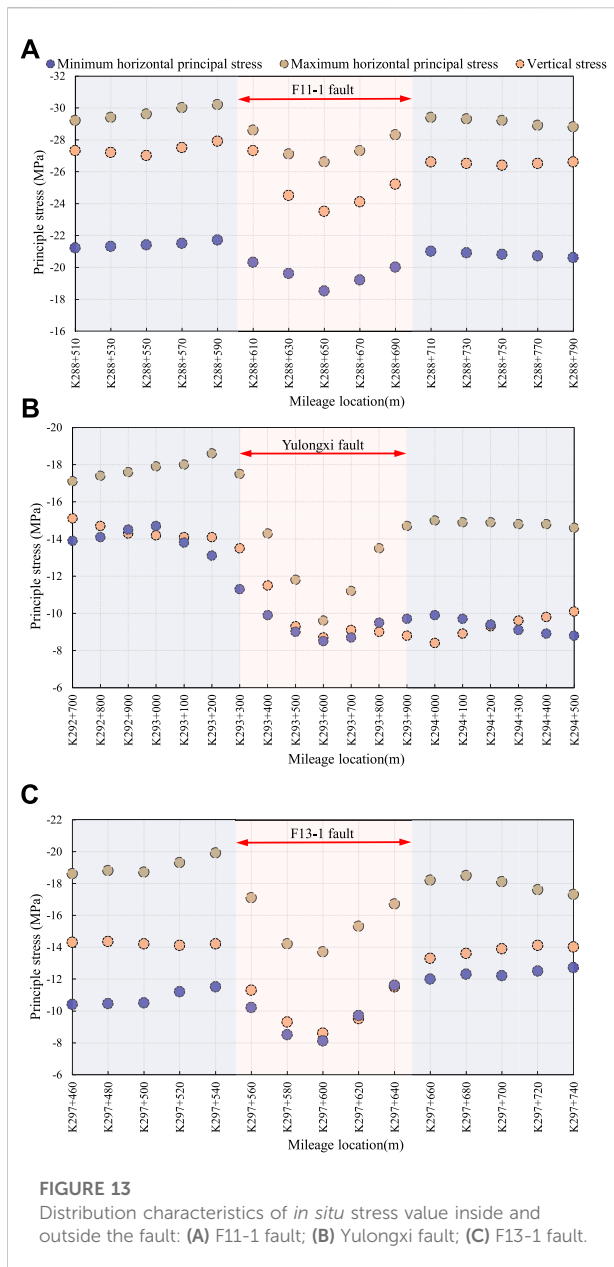 A
Minimum horizontal principal stress Maximum horizontal principal stress Vertical stress
-32
-30
-28
-26
-24
-22
-20
-18
-16
Principle stress (MPa)
F11-1 fault
K288+510
K288+530
K288+550
K288+570
K288+590
K288+610
K288+630
K288+650
K288+670
K288+690
K288+710
K288+730
K288+750
K288+770
K288+790
Mileage location(m)
B
-20
-18
-16
-14
-12
-10
-8
-6
Principle stress (MPa)
Yulongxi fault
K292+700
K292+800
K292+900
K293+000
K293+100
K293+200
K293+300
K293+400
K293+500
K293+600
K293+700
K293+800
K293+900
K294+000
K294+100
K294+200
K294+300
K294+400
K294+500
Mileage location(m)
C
-22
-20
-18
-16
-14
-12
-10
-8
-6
Principle stress (MPa)
F13-1 fault
K297+460
K297+480
K297+500
K297+520
K297+540
K297+560
K297+580
K297+600
K297+620
K297+640
K297+660
K297+680
K297+700
K297+720
K297+740
Mileage location(m)
FIGURE 13
Distribution characteristics of in situ stress value inside and
outside the fault: (A) F11-1 fault; (B) Yulongxi fault; (C) F13-1 fault.